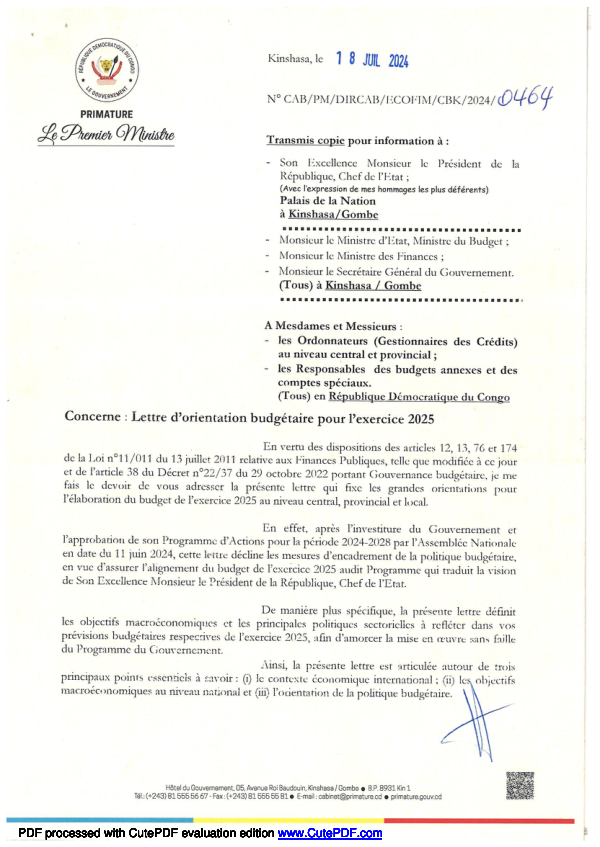 RÉPUBLIQUE DÉMOCRATIQUE DU CONGO
LE GOUVERNEMENT
PRIMATURE
Le Premier Ministre
Kinshasa, le 18 JUIL 2024
N° CAB/PM/DIRCAB/ECOFIM/CBK/2024/0464
Transmis copie pour information à :
- Son Excellence Monsieur le Président de la
République, Chef de l'Etat ;
(Avec l'expression de mes hommages les plus déférents)
Palais de la Nation
à Kinshasa/Gombe
- Monsieur le Ministre d'Etat, Ministre du Budget ;
- Monsieur le Ministre des Finances ;
- Monsieur le Secrétaire Général du Gouvernement.
(Tous) à Kinshasa / Gombe
A Mesdames et Messieurs :
- les Ordonnateurs (Gestionnaires des Crédits)
au niveau central et provincial ;
- les Responsables des budgets annexes et des
comptes spéciaux.
(Tous) en République Démocratique du Congo
Concerne : Lettre d'orientation budgétaire pour l'exercice 2025
En vertu des dispositions des articles 12, 13, 76 et 174
de la Loi n°11/011 du 13 juillet 2011 relative aux Finances Publiques, telle que modifiée à ce jour
et de l'article 38 du Décret n°22/37 du 29 octobre 2022 portant Gouvernance budgétaire, je me
fais le devoir de vous adresser la présente lettre qui fixe les grandes orientations pour
l'élaboration du budget de l'exercice 2025 au niveau central, provincial et local.
En effet, après l'investiture du Gouvernement et
l'approbation de son Programme d'Actions pour la période 2024-2028 par l'Assemblée Nationale
en date du 11 juin 2024, cette lettre décline les mesures d'encadrement de la politique budgétaire,
en vue d'assurer l'alignement du budget de l'exercice 2025 audit Programme qui traduit la vision
de Son Excellence Monsieur le Président de la République, Chef de l'Etat.
De manière plus spécifique, la présente lettre définit
les objectifs macroéconomiques et les principales politiques sectorielles à refléter dans vos
prévisions budgétaires respectives de l'exercice 2025, afin d'amorcer la mise en œuvre sans faille
du Programme du Gouvernement.
Ainsi, la présente lettre est articulée autour de trois
principaux points essentiels à savoir : (i) le contexte économique international ; (ii) les objectifs
macroéconomiques au niveau national et (iii) l'orientation de la politique budgétaire.
Hôtel du Gouvernement, 05, Avenue Roi Baudouin, Kinshasa / Gombe ● B.P. 8931 Kin 1
Tél.: (+243) 81 555 55 67 - Fax : (+243) 81 555 55 81 ● E-mail : cabinet@primature.cd ● primature.gouv.cd
PDF processed with CutePDF evaluation edition www.CutePDF.com